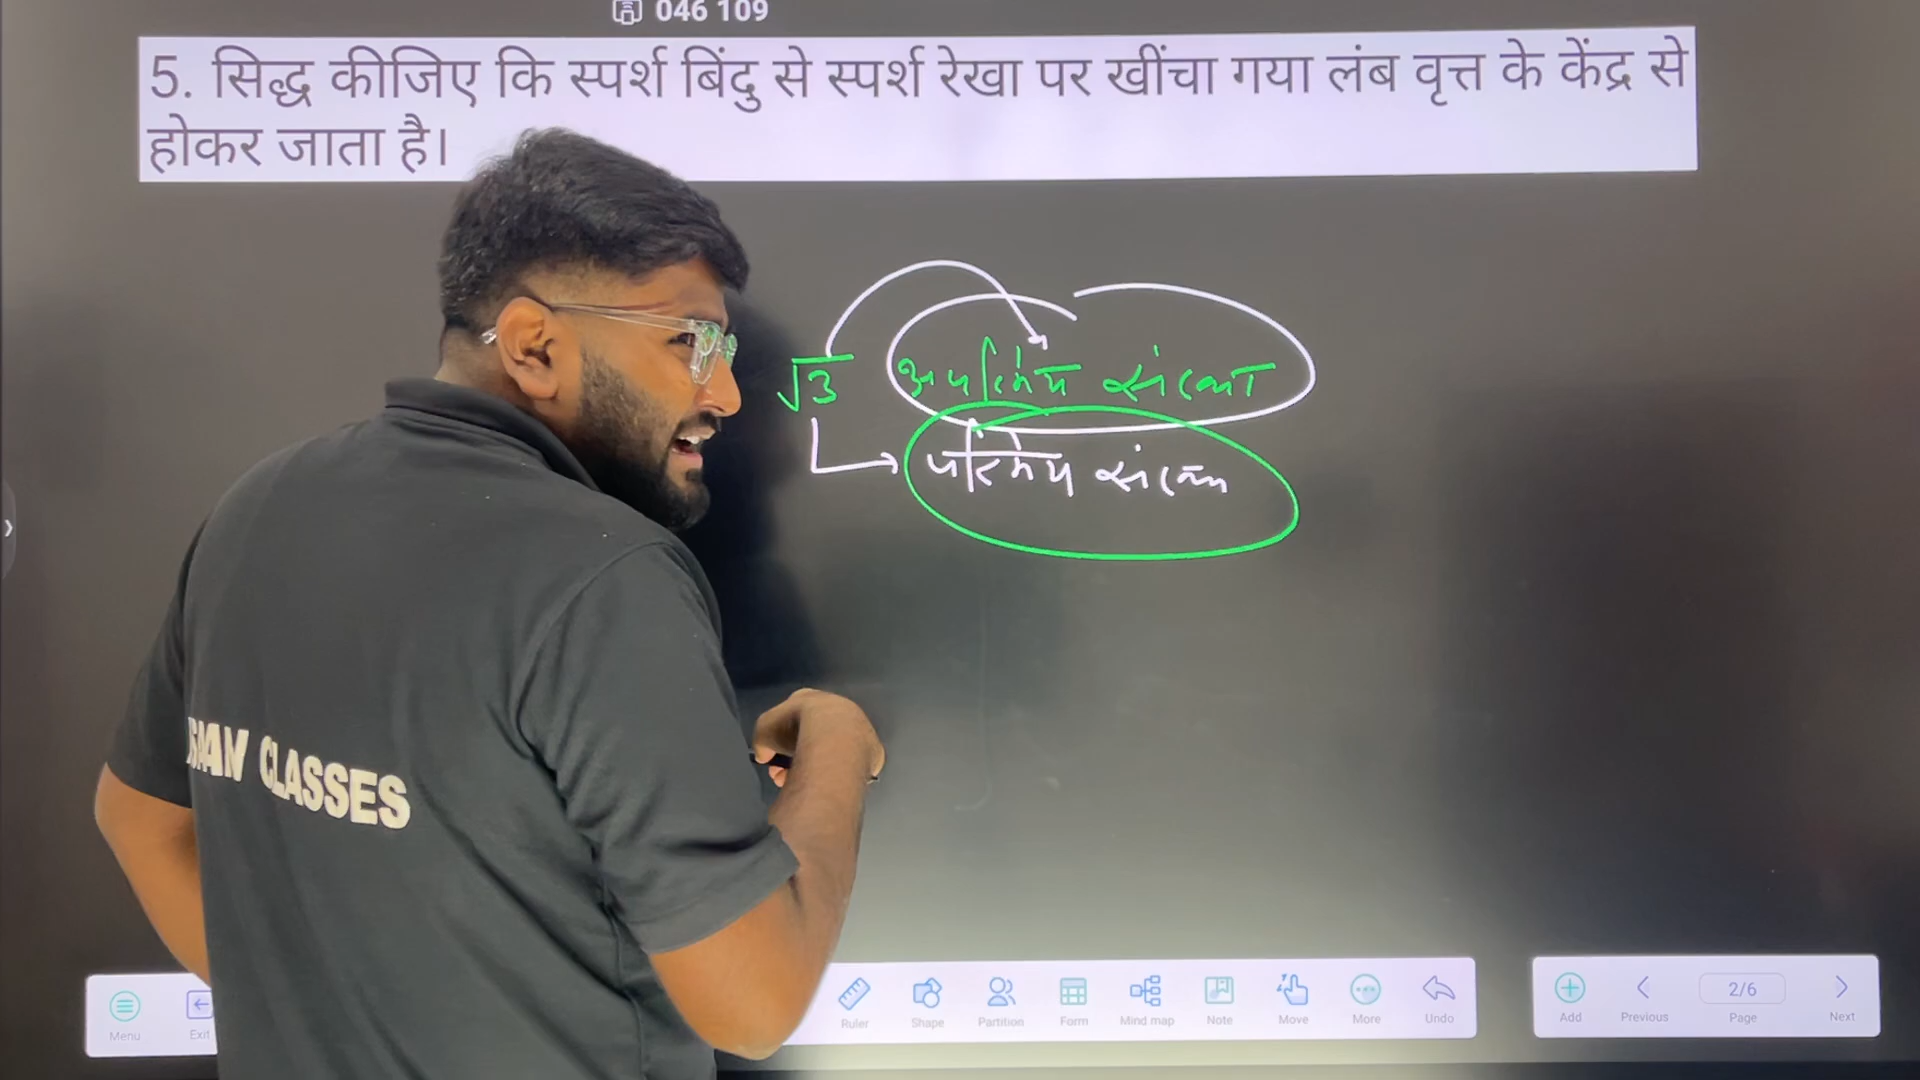 046 109
5. सिद्ध कीजिए कि स्पर्श बिंदु से स्पर्श रेखा पर खींचा गया लंब वृत्त के केंद्र से
होकर जाता है।
√3 अपरिमेय संख्या
परिमेय संख्या
CLASSES
Menu
Exit
Ruler
Shape
Partition
Form
Mind map
Note
Move
More
Undo
Add
Previous
2/6
Page
Next